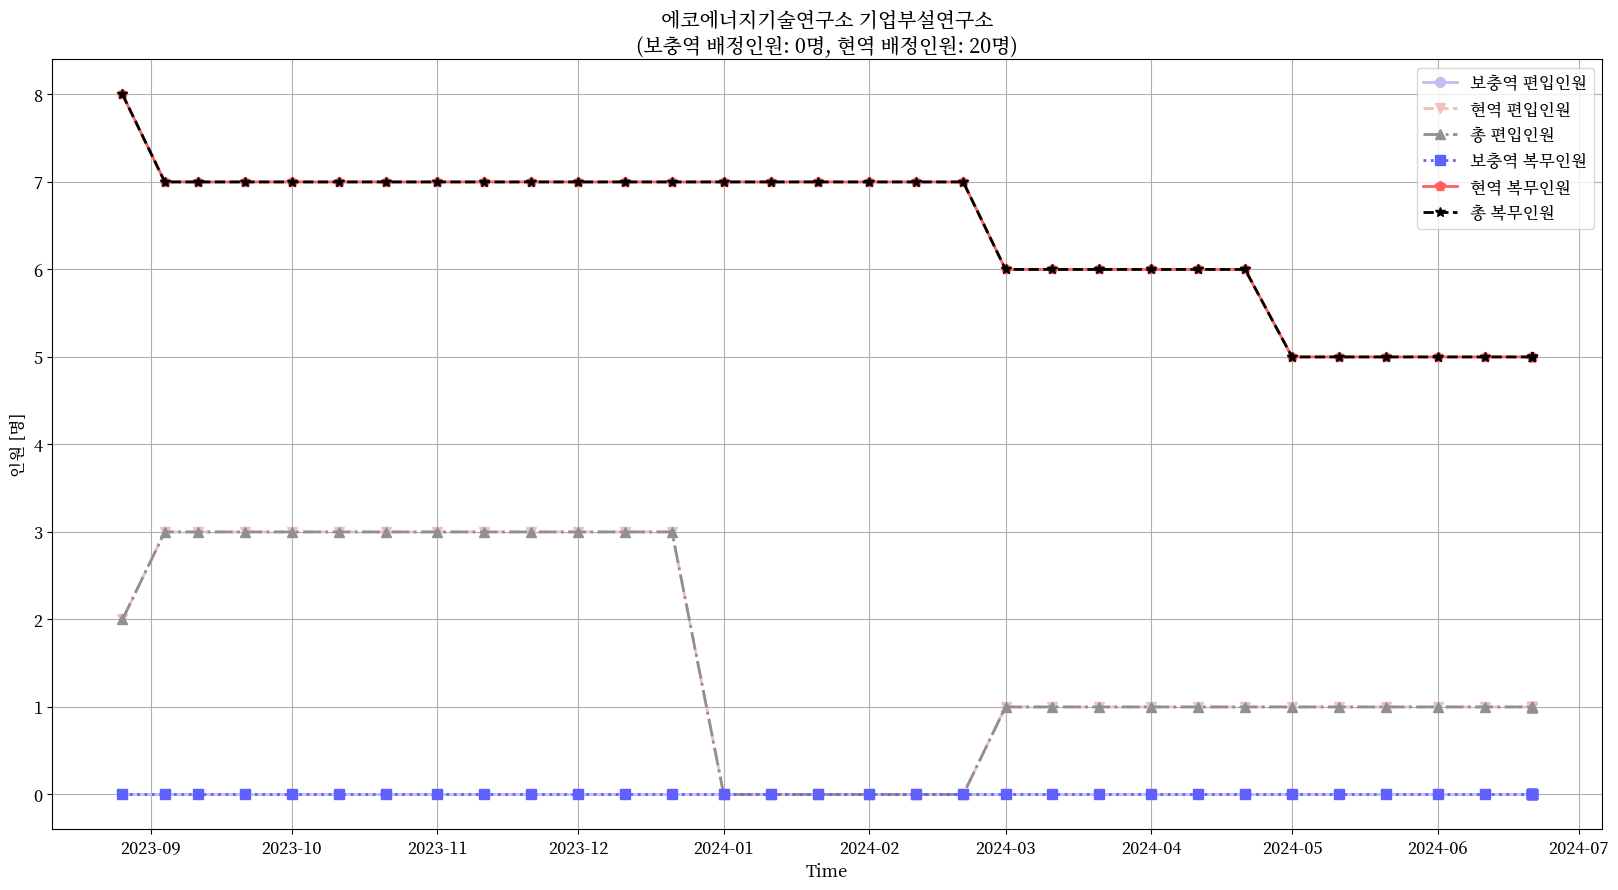 에코에너지기술연구소 기업부설연구소
(보충역 배정인원: 0명, 현역 배정인원: 20명)
보충역 편입인원
현역 편입인원
총 편입인원
보충역 복무인원
현역 복무인원
총 복무인원
8
7
6
5
4
3
2
1
0
인원 [명]
2023-09
2023-10
2023-11
2023-12
2024-01
2024-02
2024-03
2024-04
2024-05
2024-06
2024-07
Time